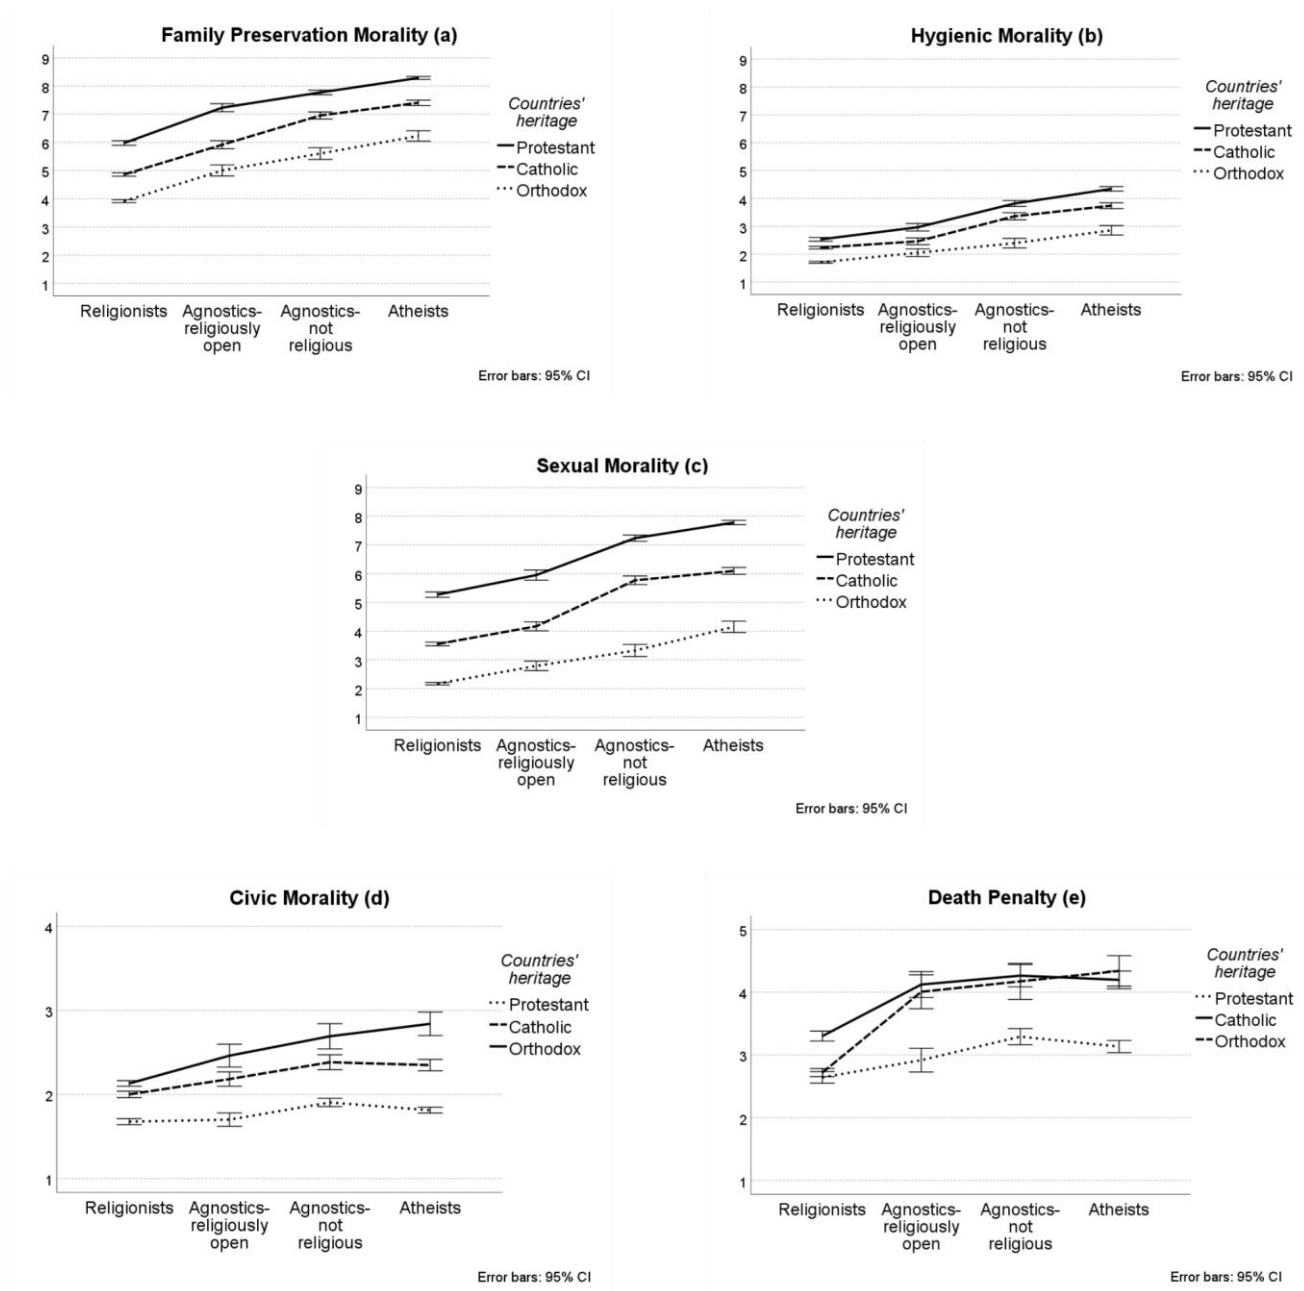 Family Preservation Morality (a)
9
8
7
6
5
4
3
2
1
Countries'
heritage
Protestant
Catholic
Orthodox
Religionists
Agnostics-
religiously
open
Agnostics-
not
religious
Atheists
Error bars: 95% CI
Hygienic Morality (b)
9
8
7
6
5
4
3
2
1
Countries'
heritage
Protestant
Catholic
Orthodox
Religionists
Agnostics-
religiously
open
Agnostics-
not
religious
Atheists
Error bars: 95% CI
Sexual Morality (c)
9
8
7
6
5
4
3
2
1
Countries'
heritage
Protestant
Catholic
Orthodox
Religionists
Agnostics-
religiously
open
Agnostics-
not
religious
Atheists
Error bars: 95% CI
Civic Morality (d)
4
3
2
1
Countries'
heritage
Protestant
Catholic
Orthodox
Religionists
Agnostics-
religiously
open
Agnostics-
not
religious
Atheists
Error bars: 95% CI
Death Penalty (e)
5
4
3
2
1
Countries'
heritage
Protestant
Catholic
Orthodox
Religionists
Agnostics-
religiously
open
Agnostics-
not
religious
Atheists
Error bars: 95% CI